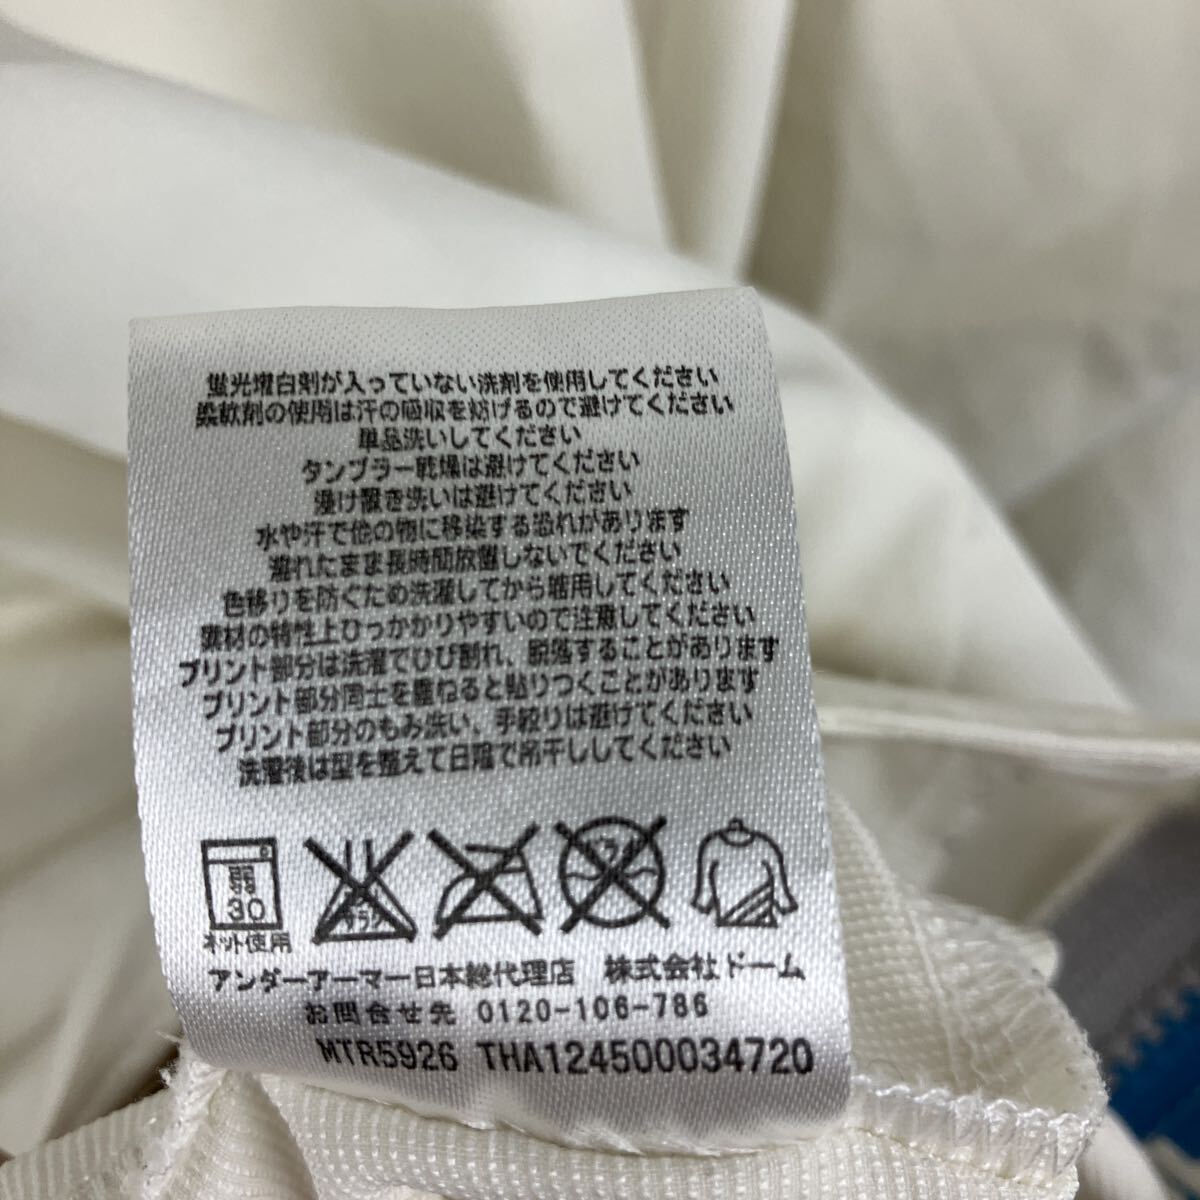 蛍光増白剤が入っていない洗剤を使用してください
柔軟剤の使用は汗の吸収を妨げるので避けてください
単品洗いしてください
タンブラー乾燥は避けてください
浸け置き洗いは避けてください
水や汗で他の物に移染する恐れがあります
濡れたまま長時間放置しないでください
色移りを防ぐため洗濯してから着用してください
素材の特性上ひっかかりやすいので注意してください
プリント部分は洗濯でひび割れ、脱落することがあります
プリント部分同士を重ねると貼りつくことがあります
プリント部分のもみ洗い、手絞りは避けてください
洗濯後は型を整えて日陰で吊干ししてください
弱
30
エンソ
サラシ
ドライ
ネット使用
アンダーアーマー日本総代理店 株式会社ドーム
お問合せ先 0120-106-786
MTR5926 THA124500034720